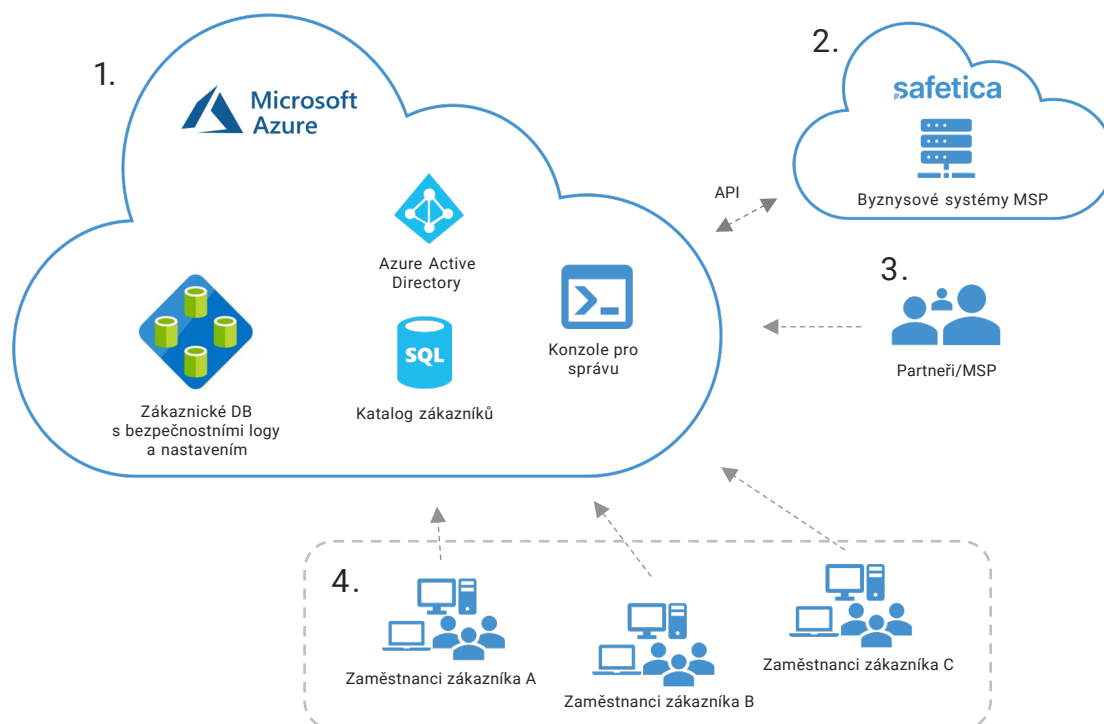 1.
Microsoft
Azure
2.
safetica
Byznysové systémy MSP
API
Azure Active
Directory
3.
Partneři/MSP
Konzole pro
správu
SQL
Katalog zákazníků
Zákaznické DB
s bezpečnostními logy
a nastavením
4.
Zaměstnanci zákazníka A
Zaměstnanci zákazníka B
Zaměstnanci zákazníka C